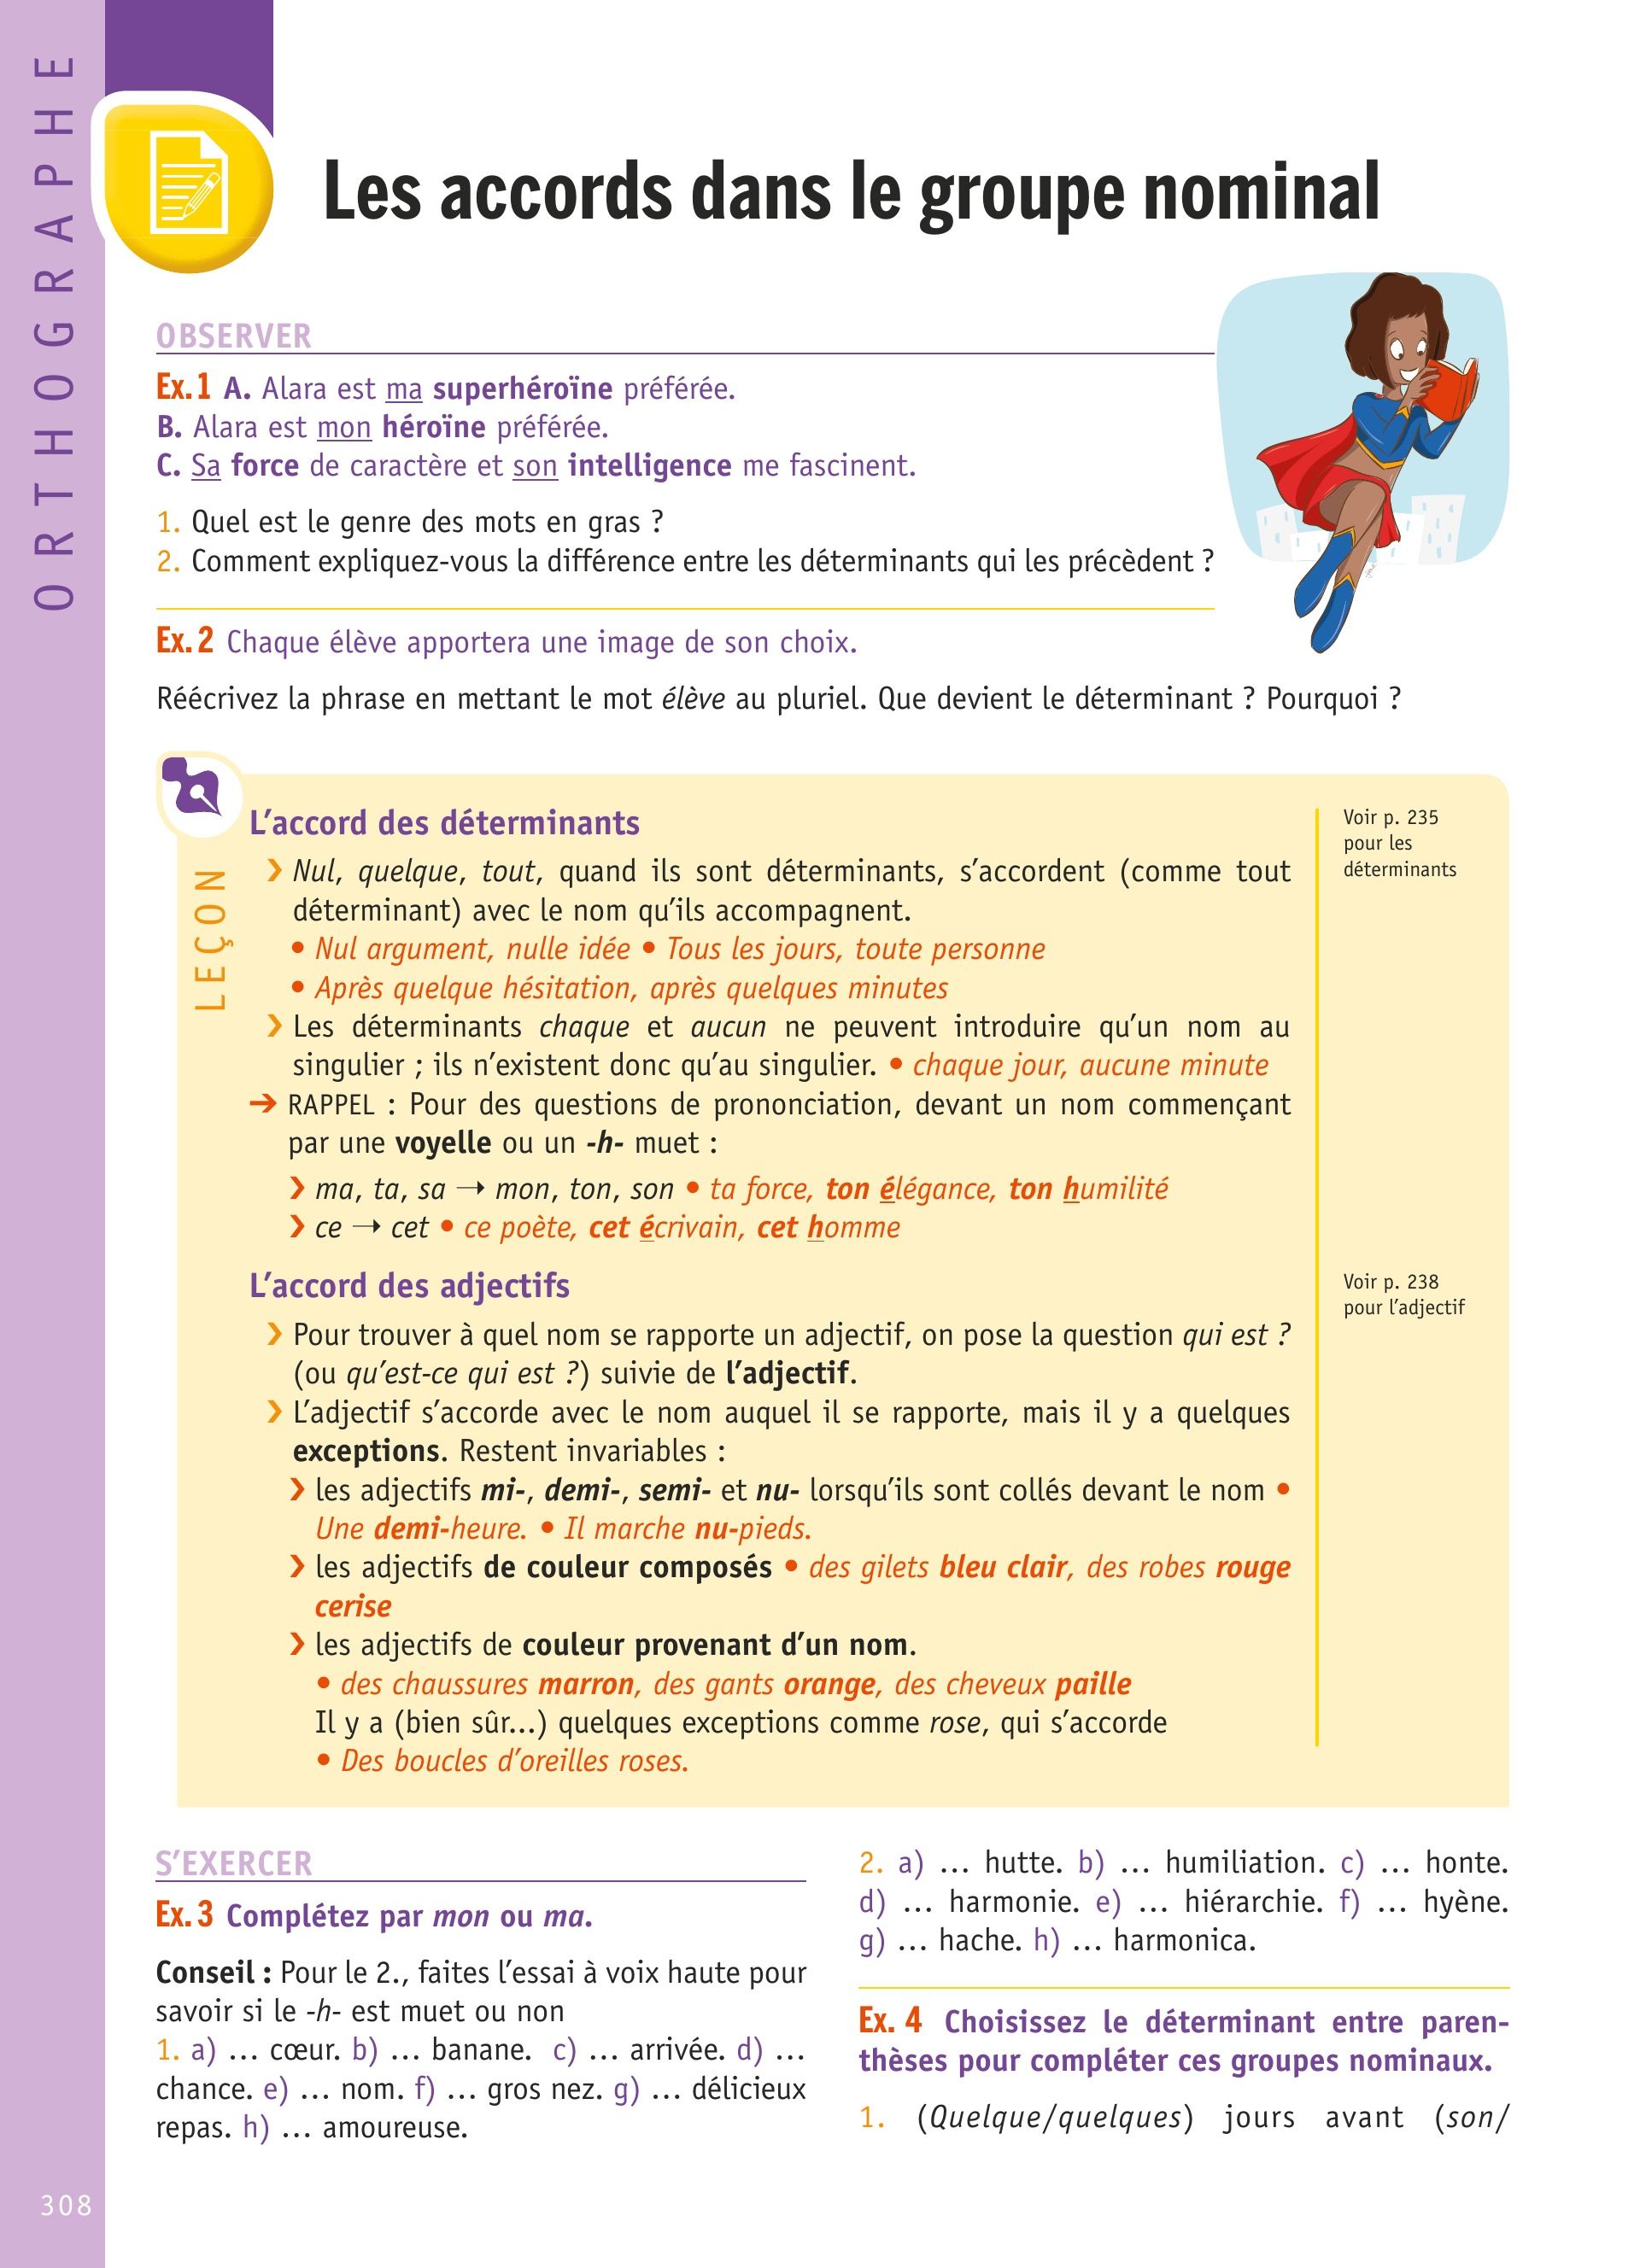 ORTHOGRAPHE
Les accords dans le groupe nominal
OBSERVER
Ex. 1 A. Alara est ma superhéroïne préférée.
B. Alara est mon héroïne préférée.
C. Sa force de caractère et son intelligence me fascinent.
1. Quel est le genre des mots en gras ?
2. Comment expliquez-vous la différence entre les déterminants qui les précèdent ?
Ex. 2 Chaque élève apportera une image de son choix.
Réécrivez la phrase en mettant le mot élève au pluriel. Que devient le déterminant ? Pourquoi ?
LEÇON
L’accord des déterminants
› Nul, quelque, tout, quand ils sont déterminants, s’accordent (comme tout
déterminant) avec le nom qu’ils accompagnent.
• Nul argument, nulle idée • Tous les jours, toute personne
• Après quelque hésitation, après quelques minutes
› Les déterminants chaque et aucun ne peuvent introduire qu’un nom au
singulier ; ils n’existent donc qu’au singulier. • chaque jour, aucune minute
➔ RAPPEL : Pour des questions de prononciation, devant un nom commençant
par une voyelle ou un -h- muet :
› ma, ta, sa → mon, ton, son • ta force, ton élégance, ton humilité
› ce → cet • ce poète, cet écrivain, cet homme
L’accord des adjectifs
› Pour trouver à quel nom se rapporte un adjectif, on pose la question qui est ?
(ou qu’est-ce qui est ?) suivie de l’adjectif.
› L’adjectif s’accorde avec le nom auquel il se rapporte, mais il y a quelques
exceptions. Restent invariables :
› les adjectifs mi-, demi-, semi- et nu- lorsqu’ils sont collés devant le nom •
Une demi-heure. • Il marche nu-pieds.
› les adjectifs de couleur composés • des gilets bleu clair, des robes rouge
cerise
› les adjectifs de couleur provenant d’un nom.
• des chaussures marron, des gants orange, des cheveux paille
Il y a (bien sûr...) quelques exceptions comme rose, qui s’accorde
• Des boucles d’oreilles roses.
Voir p. 235
pour les
déterminants
Voir p. 238
pour l’adjectif
S’EXERCER
Ex. 3 Complétez par mon ou ma.
Conseil : Pour le 2., faites l’essai à voix haute pour
savoir si le -h- est muet ou non
1. a) ... cœur. b) ... banane. c) ... arrivée. d) ...
chance. e) ... nom. f) ... gros nez. g) ... délicieux
repas. h) ... amoureuse.
2. a) ... hutte. b) ... humiliation. c) ... honte.
d) ... harmonie. e) ... hiérarchie. f) ... hyène.
g) ... hache. h) ... harmonica.
Ex. 4 Choisissez le déterminant entre paren-
thèses pour compléter ces groupes nominaux.
1. (Quelque/quelques) jours avant (son/
308